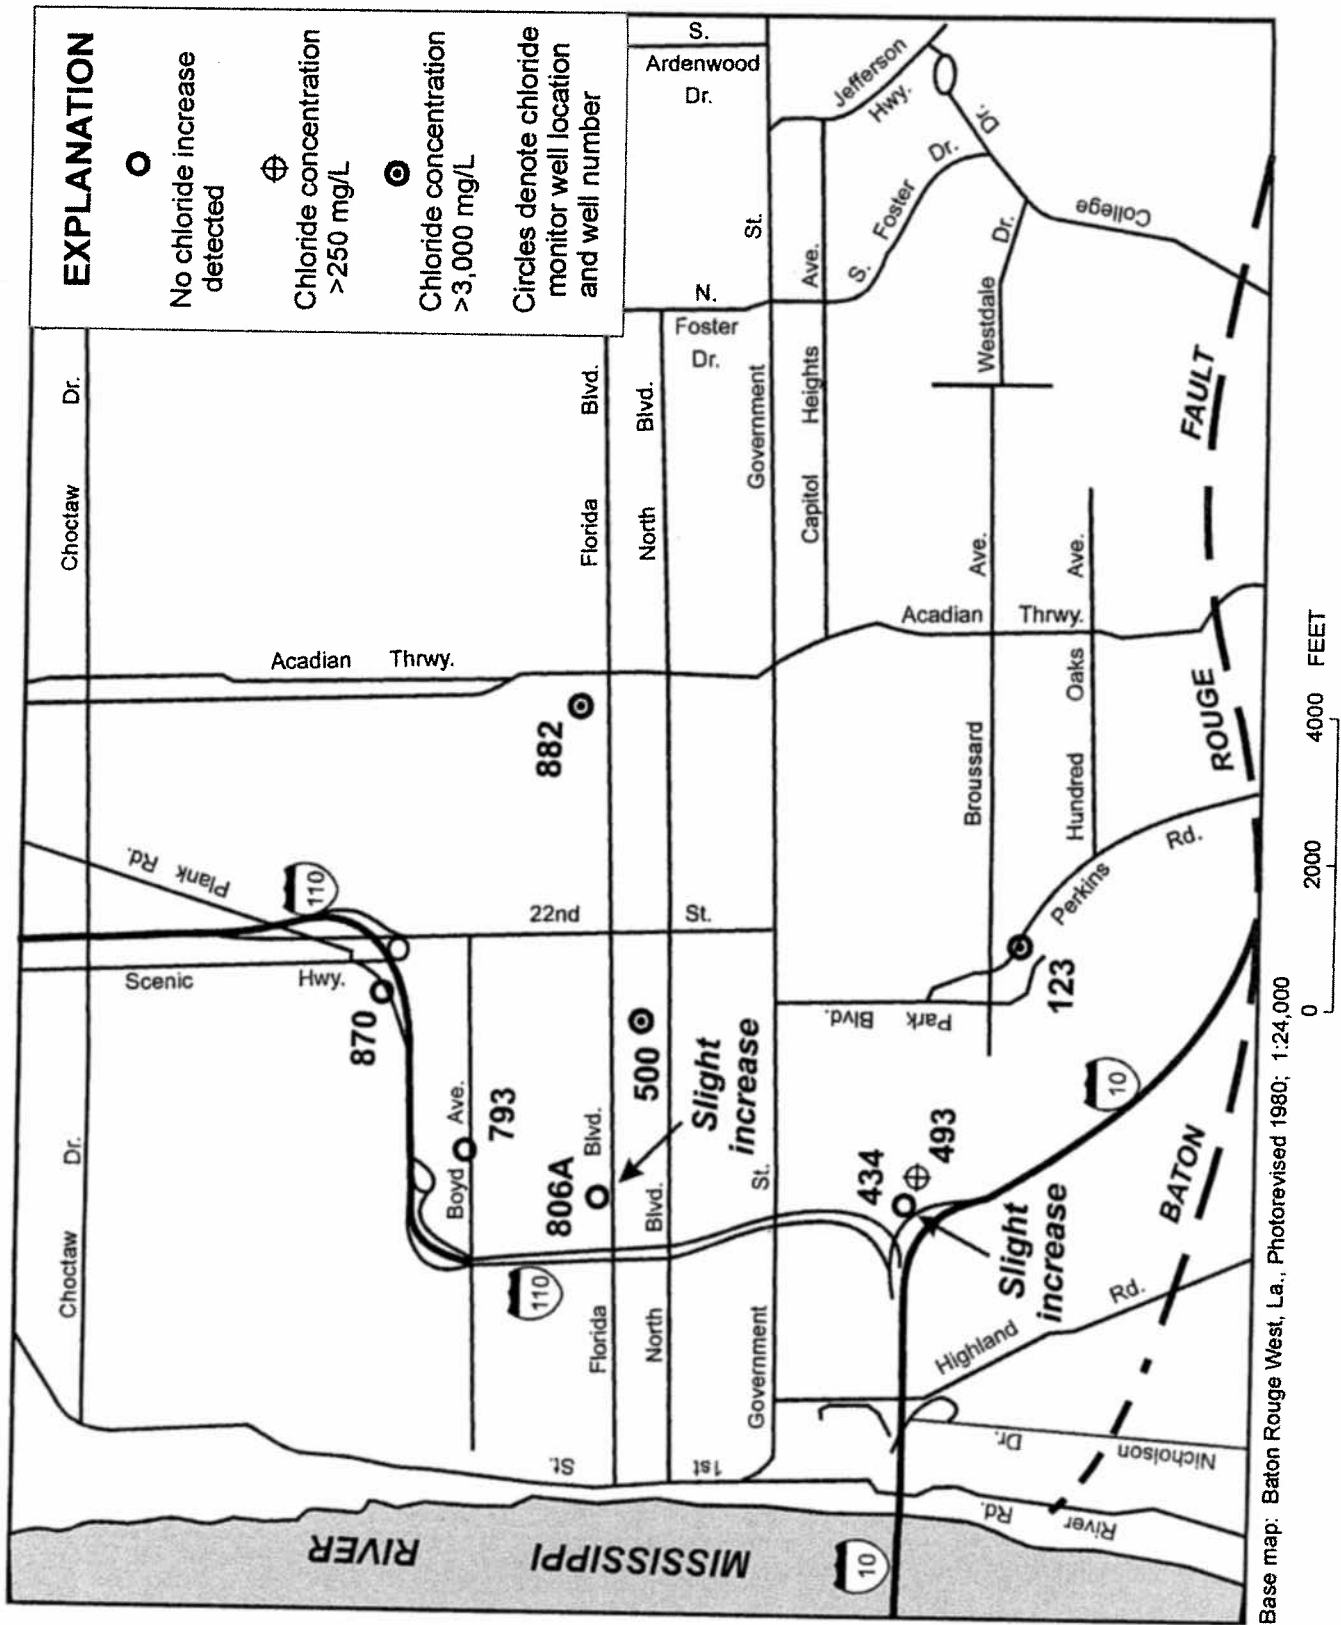 EXPLANATION
No chloride increase
detected
Chloride concentration
>250 mg/L
Chloride concentration
>3,000 mg/L
Circles denote chloride
monitor well location
and well number
Choctaw Dr.
Choctaw Dr.
Plank Rd.
Scenic Hwy.
110
870
Acadian Thrwy.
22nd St.
882
793
Boyd Ave.
110
806A
500
Slight
increase
Florida Blvd.
Florida Blvd.
North Blvd.
North Blvd.
1st St.
S.
Ardenwood
Dr.
N.
Foster
Dr.
Government St.
Government St.
Capitol Heights Ave.
Jefferson
Hwy.
S. Foster Dr.
College Dr.
Westdale Dr.
Broussard Ave.
Hundred Oaks Ave.
Acadian Thrwy.
Perkins Rd.
Park Blvd.
123
434
493
Slight
increase
10
10
Highland Rd.
Nicholson Dr.
River Rd.
MISSISSIPPI RIVER
BATON ROUGE FAULT
Base map: Baton Rouge West, La., Photorevised 1980; 1:24,000
0 2000 4000 FEET